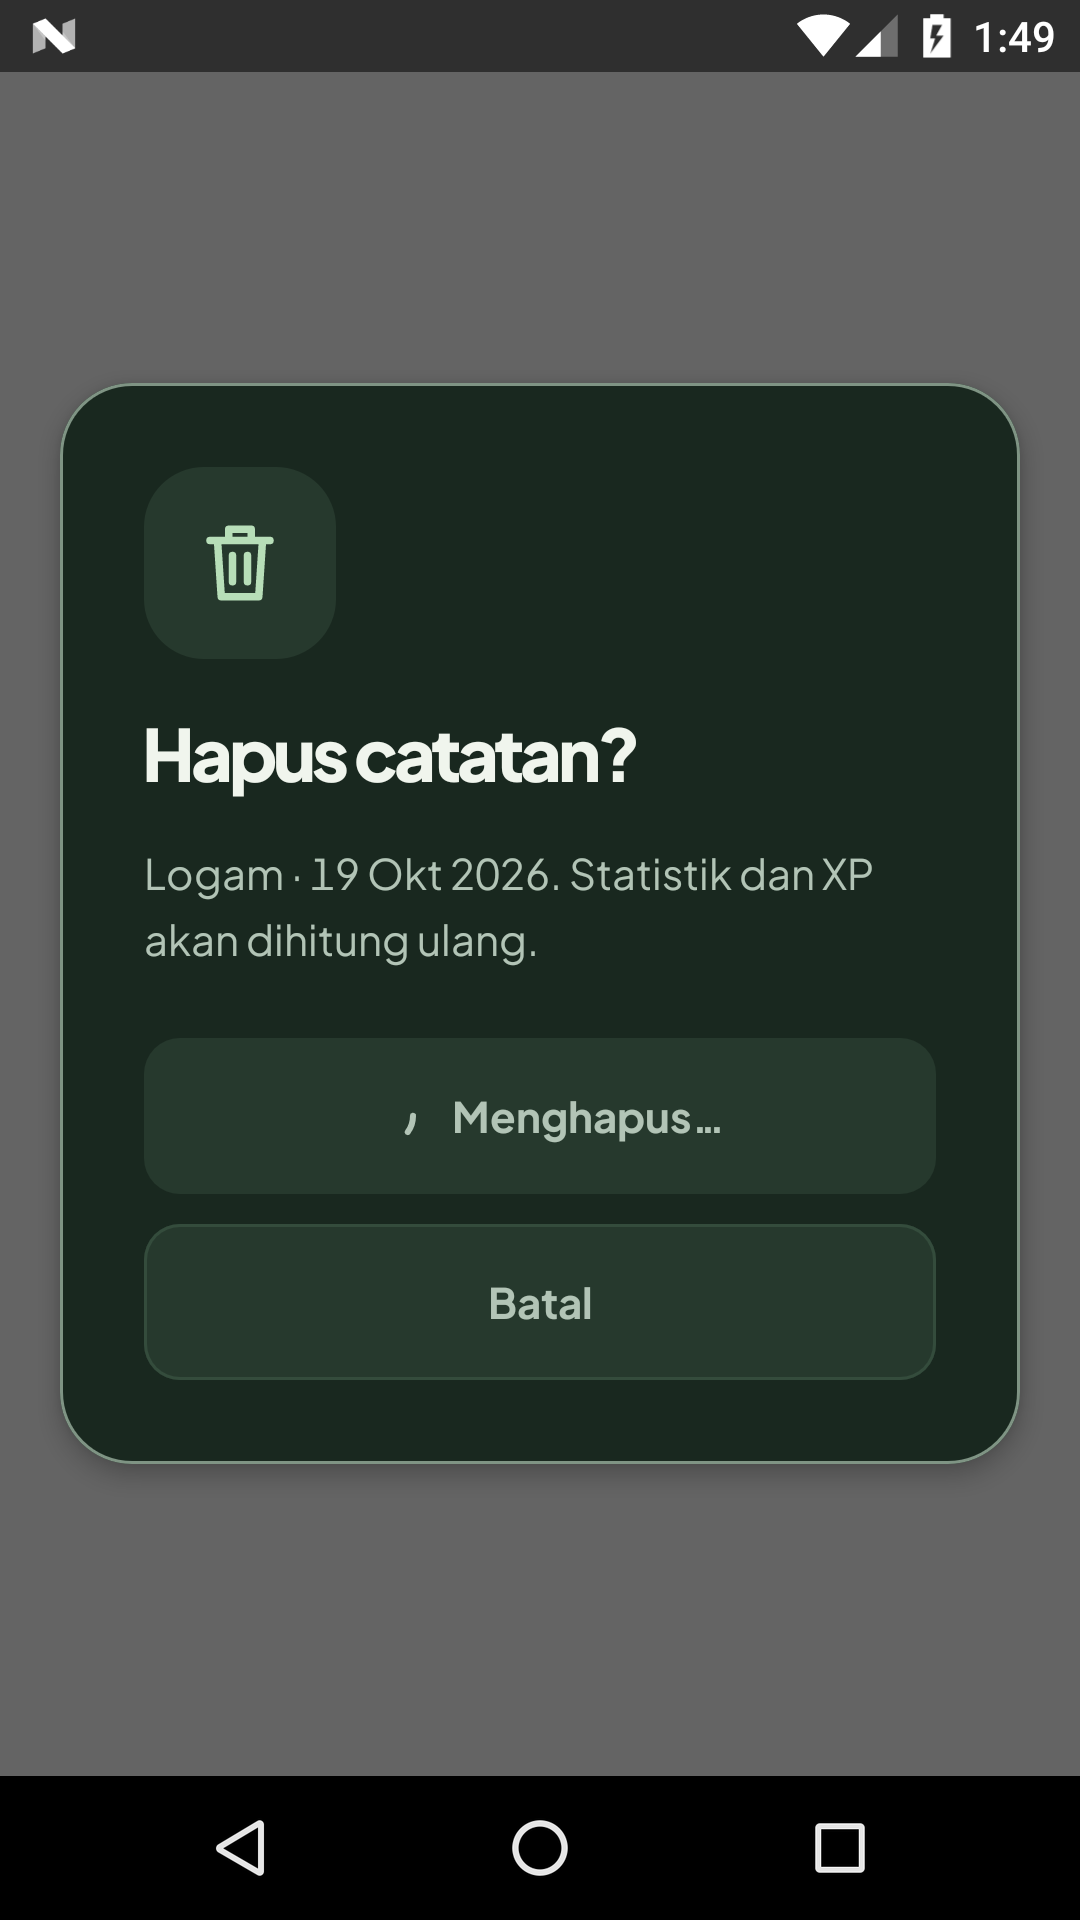 1:49
Hapus catatan?
Logam · 19 Okt 2026. Statistik dan XP
akan dihitung ulang.
Menghapus…
Batal